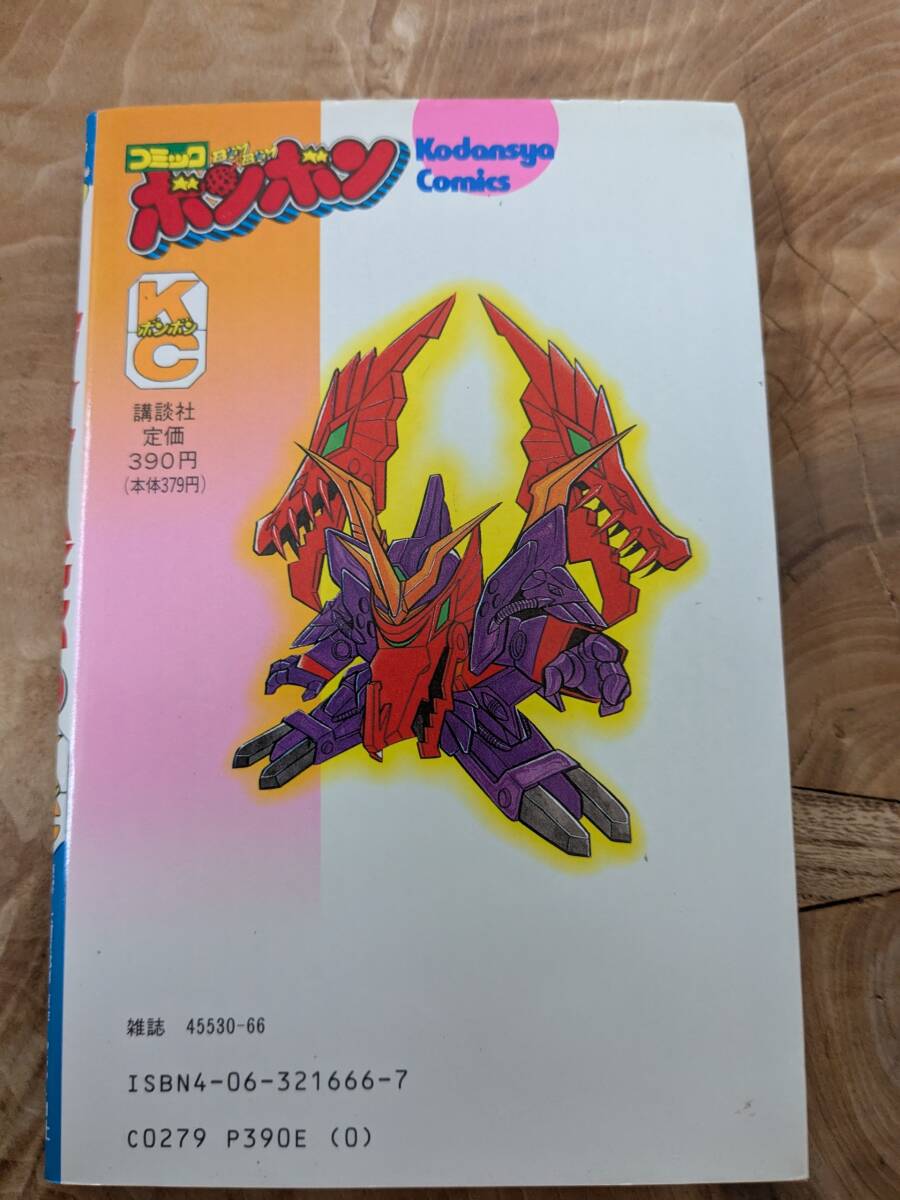 コミック
ボンボン
Kodansya
Comics
K
ボンボン
C
講談社
定価
390円
(本体379円)
雑誌 45530-66
ISBN4-06-321666-7
C0279 P390E (0)